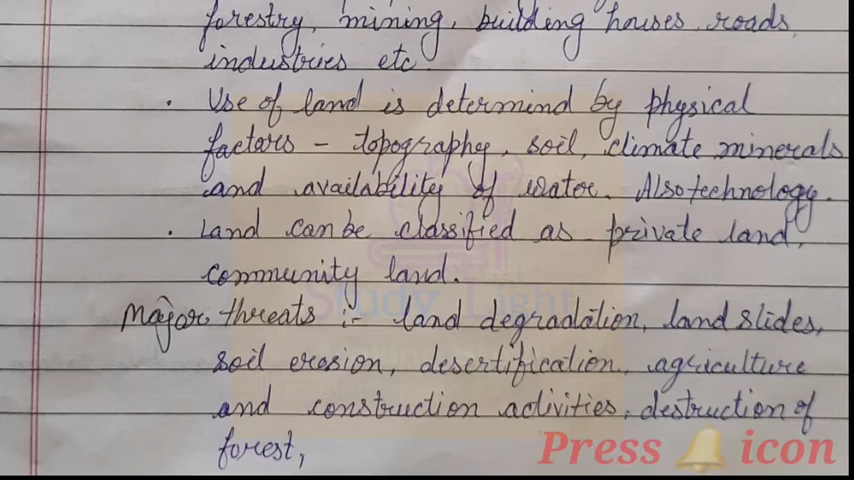 forestry, mining, building houses, roads,
industries etc
. Use of land is determind by physical
factors - topography, soil, climate minerals
and availability of water. Also technology.
. Land can be classified as private land,
community land.
Major threats :- land degradation, land slides,
soil erosion, desertification, agriculture
and construction activities, destruction of
forest,
Study Light
Press 🔔 icon